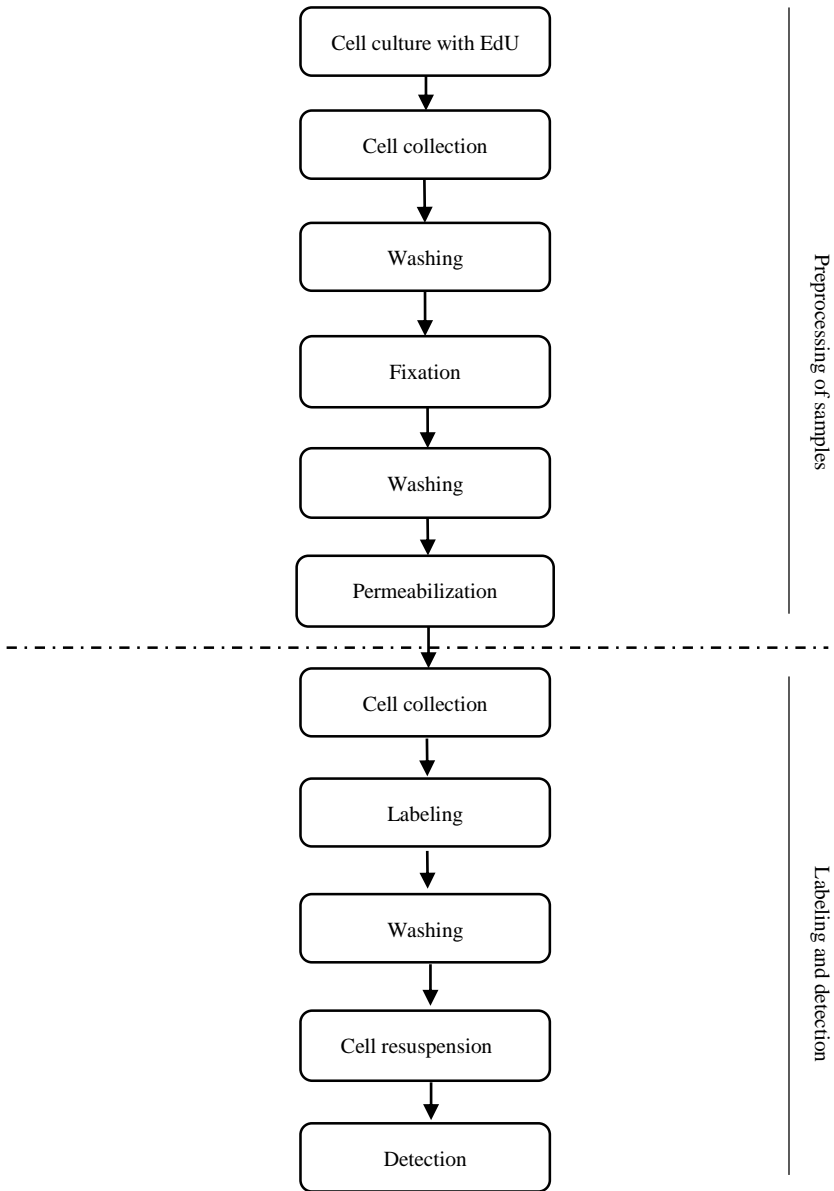 Cell culture with EdU
Cell collection
Washing
Fixation
Washing
Permeabilization
Preprocessing of samples
Cell collection
Labeling
Washing
Cell resuspension
Detection
Labeling and detection